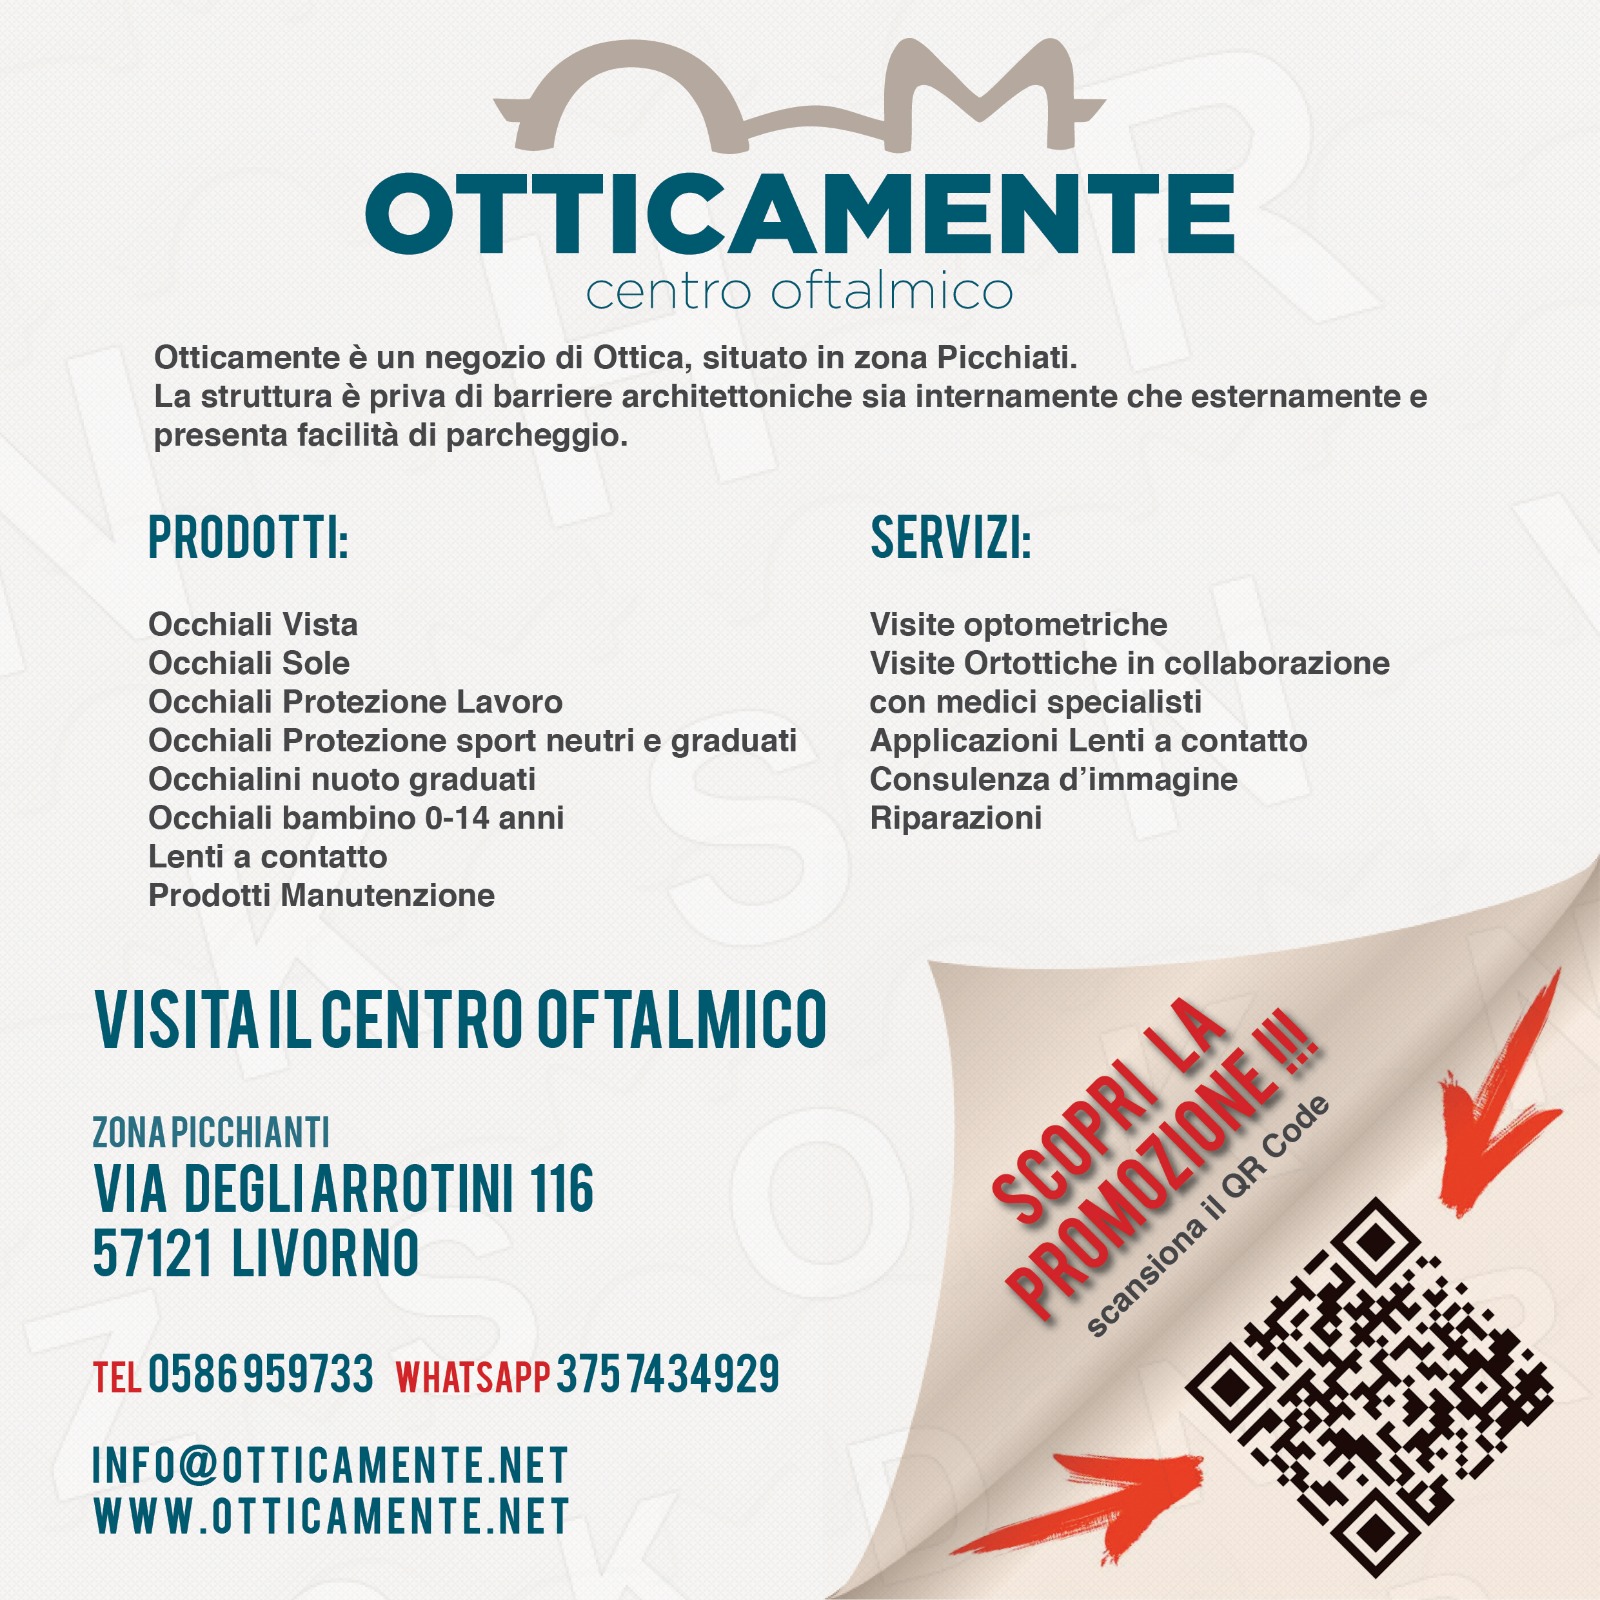 OTTICAMENTE
centro oftalmico
Otticamente è un negozio di Ottica, situato in zona Picchiati.
La struttura è priva di barriere architettoniche sia internamente che esternamente e
presenta facilità di parcheggio.
PRODOTTI:
Occhiali Vista
Occhiali Sole
Occhiali Protezione Lavoro
Occhiali Protezione sport neutri e graduati
Occhialini nuoto graduati
Occhiali bambino 0-14 anni
Lenti a contatto
Prodotti Manutenzione
SERVIZI:
Visite optometriche
Visite Ortottiche in collaborazione
con medici specialisti
Applicazioni Lenti a contatto
Consulenza d’immagine
Riparazioni
VISITA IL CENTRO OFTALMICO
ZONA PICCHIANTI
VIA DEGLI ARROTINI 116
57121 LIVORNO
TEL 0586 959733 WHATSAPP 375 7434929
INFO@OTTICAMENTE.NET
WWW.OTTICAMENTE.NET
SCOPRI LA
PROMOZIONE !!!
scansiona il QR Code